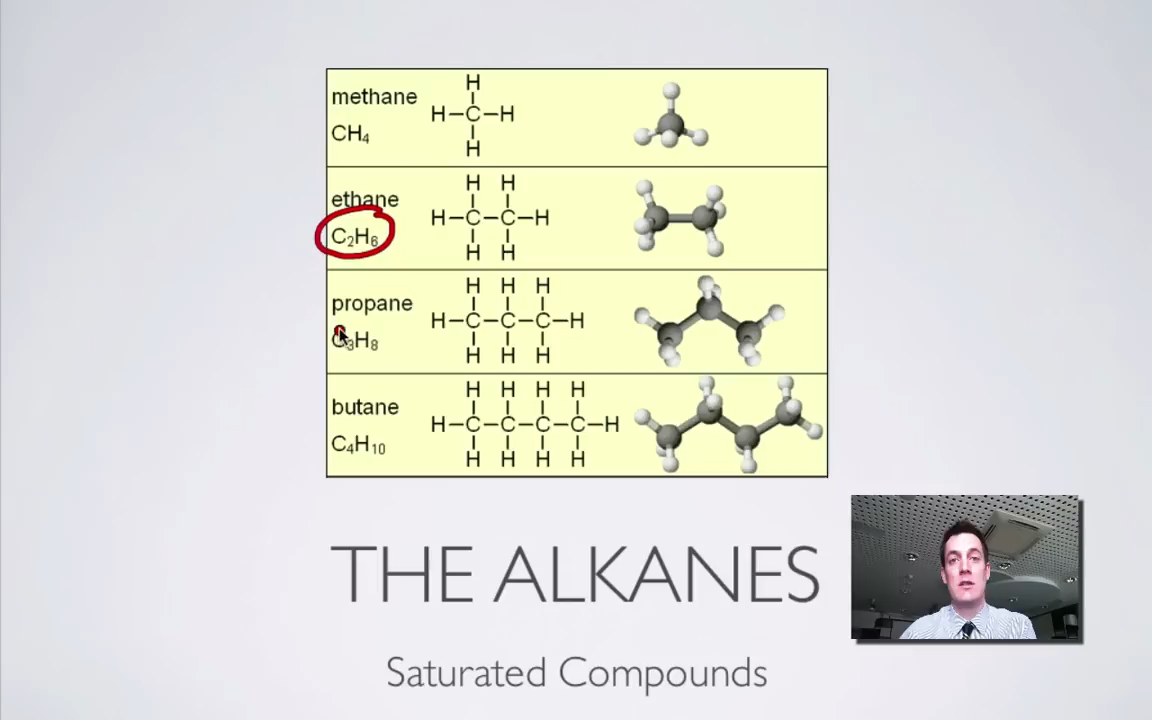 methane
CH₄
H
H–C–H
H
ethane
C₂H₆
H H
H–C–C–H
H H
propane
C₃H₈
H H H
H–C–C–C–H
H H H
butane
C₄H₁₀
H H H H
H–C–C–C–C–H
H H H H
THE ALKANES
Saturated Compounds